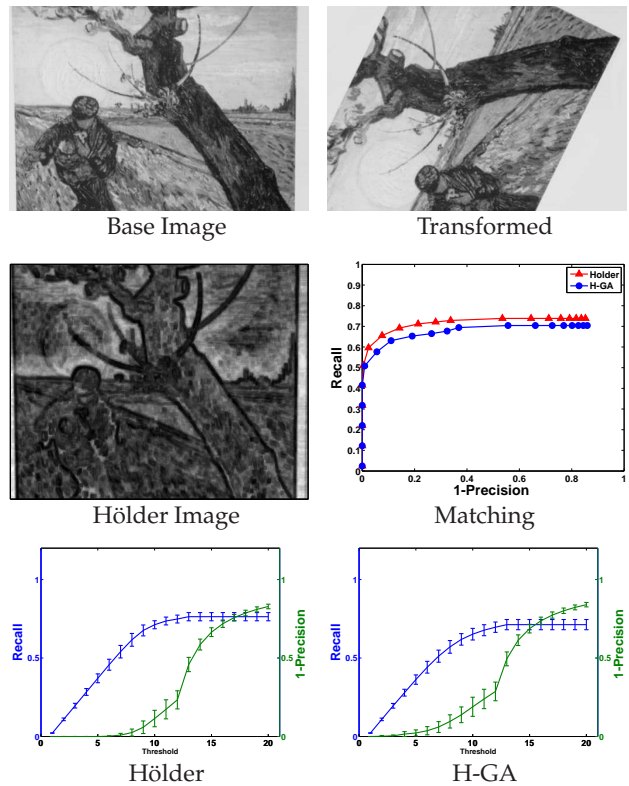 Base Image
Transformed
Hölder Image
1
0.9
0.8
0.7
0.6
0.5
0.4
0.3
0.2
0.1
0
Recall
0 0.2 0.4 0.6 0.8 1
1-Precision
Holder
H-GA
Matching
1
0.5
0
Recall
0 5 10 15 20
Threshold
1
0.5
0
1-Precision
Hölder
1
0.5
0
Recall
0 5 10 15 20
Threshold
1
0.5
0
1-Precision
H-GA